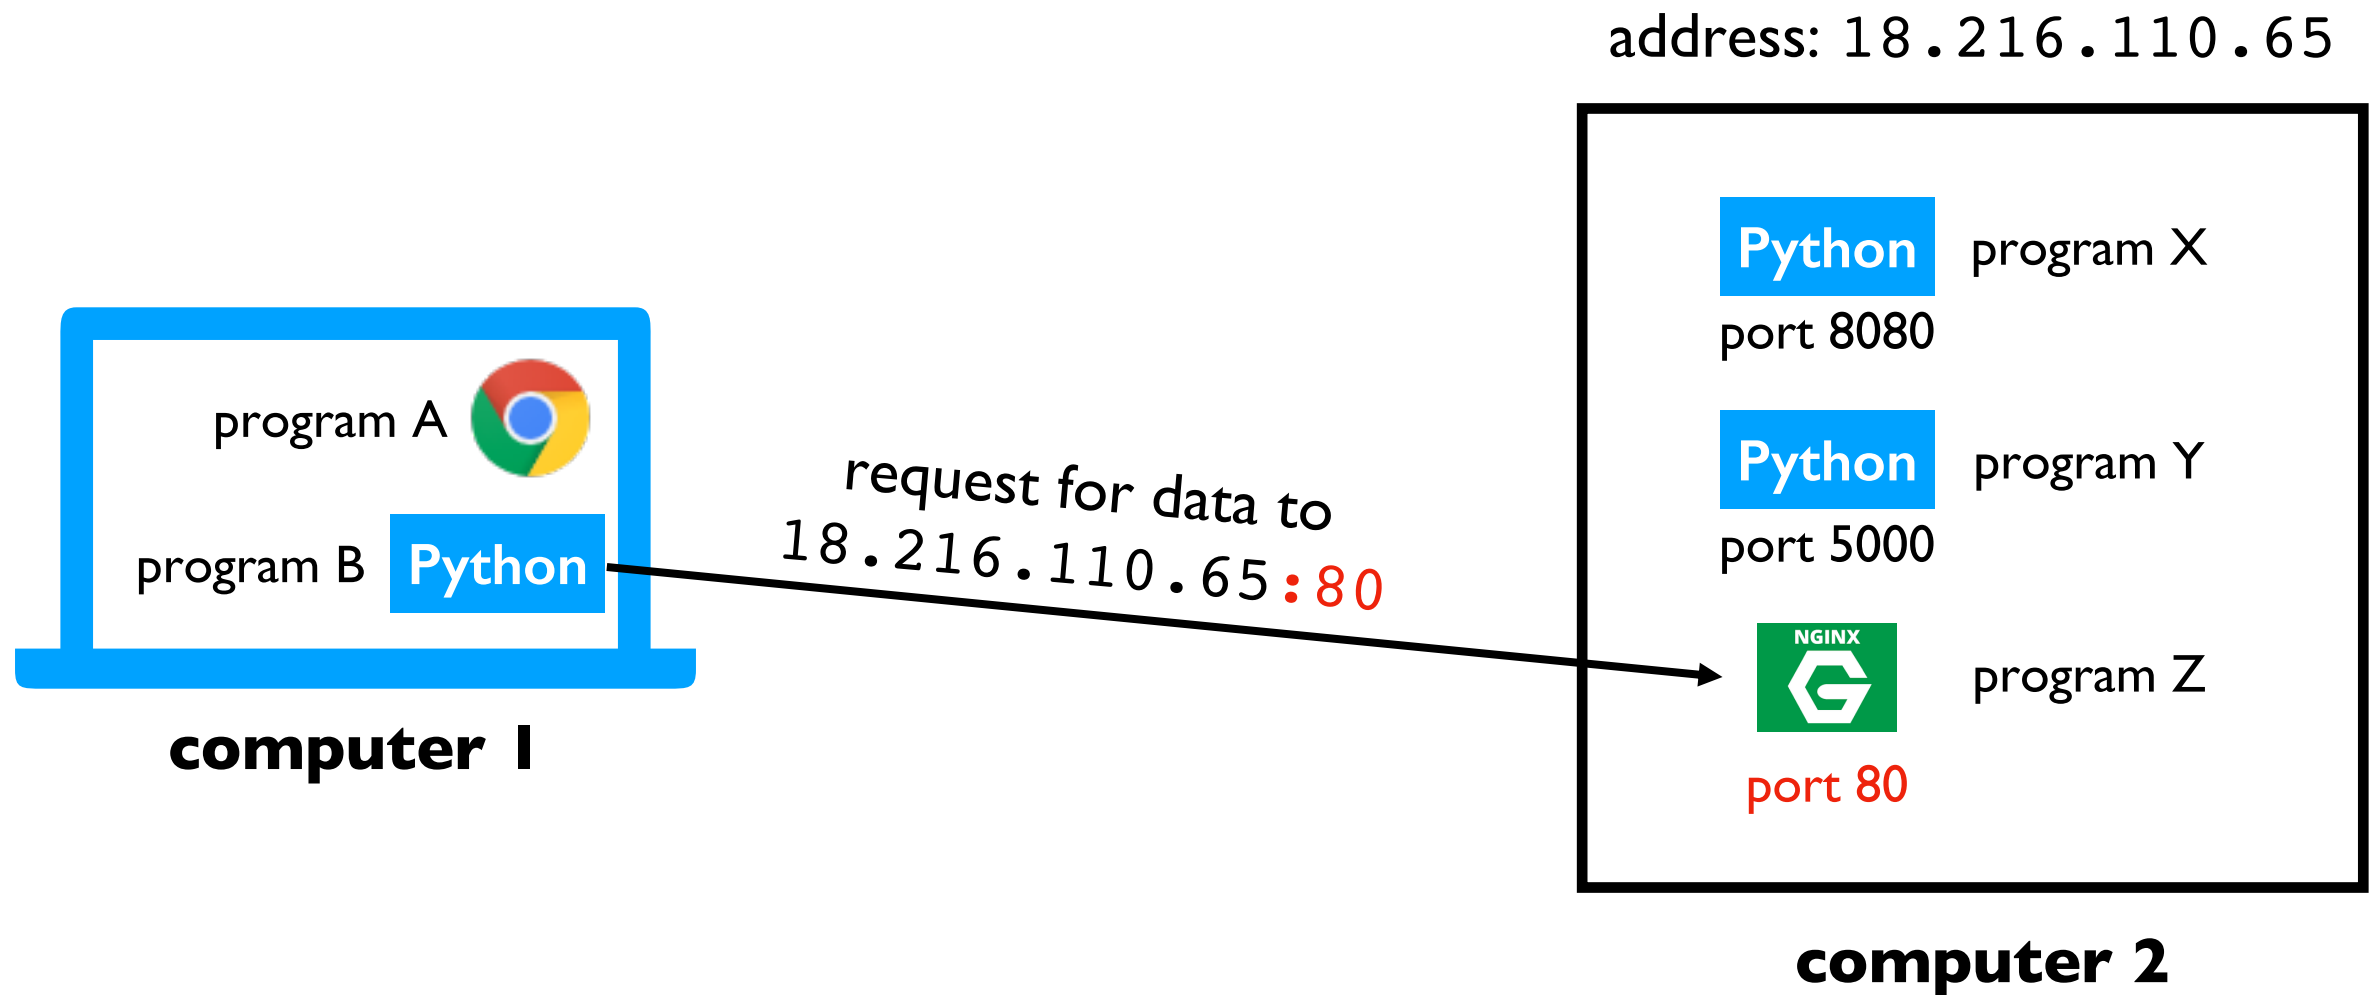 address: 18.216.110.65
Python program X
port 8080
Python program Y
port 5000
NGINX
program Z
port 80
computer 2
request for data to
18.216.110.65:80
program A
program B Python
computer 1